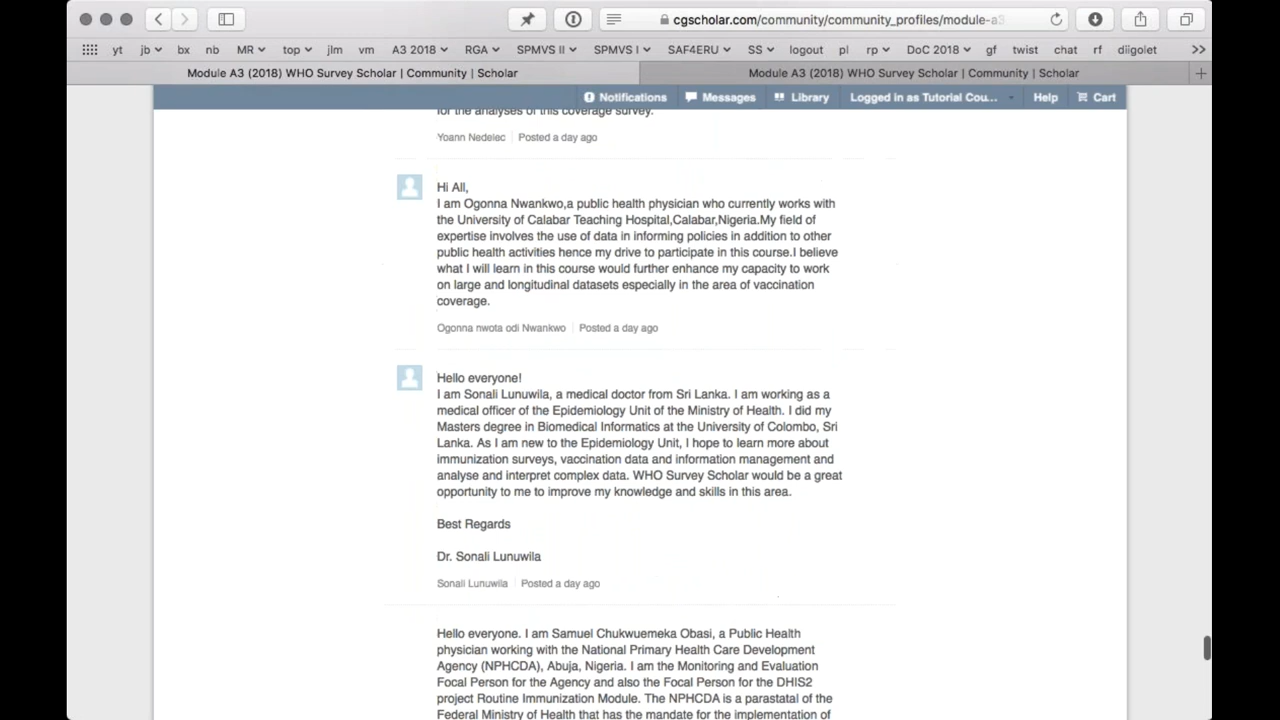 cgscholar.com/community/community_profiles/module-a3
yt jb bx nb MR top jlm vm A3 2018 RGA SPMVS II SPMVS I SAF4ERU SS logout pl rp DoC 2018 gf twist chat rf diigolet >>
Module A3 (2018) WHO Survey Scholar | Community | Scholar Module A3 (2018) WHO Survey Scholar | Community | Scholar +
Notifications Messages Library Logged in as Tutorial Cou... Help Cart
for the analyses of this coverage survey.
Yoann Nedelec Posted a day ago
Hi All,
I am Ogonna Nwankwo,a public health physician who currently works with
the University of Calabar Teaching Hospital,Calabar,Nigeria.My field of
expertise involves the use of data in informing policies in addition to other
public health activities hence my drive to participate in this course.I believe
what I will learn in this course would further enhance my capacity to work
on large and longitudinal datasets especially in the area of vaccination
coverage.
Ogonna nwota odi Nwankwo Posted a day ago
Hello everyone!
I am Sonali Lunuwila, a medical doctor from Sri Lanka. I am working as a
medical officer of the Epidemiology Unit of the Ministry of Health. I did my
Masters degree in Biomedical Informatics at the University of Colombo, Sri
Lanka. As I am new to the Epidemiology Unit, I hope to learn more about
immunization surveys, vaccination data and information management and
analyse and interpret complex data. WHO Survey Scholar would be a great
opportunity to me to improve my knowledge and skills in this area.
Best Regards
Dr. Sonali Lunuwila
Sonali Lunuwila Posted a day ago
Hello everyone. I am Samuel Chukwuemeka Obasi, a Public Health
physician working with the National Primary Health Care Development
Agency (NPHCDA), Abuja, Nigeria. I am the Monitoring and Evaluation
Focal Person for the Agency and also the Focal Person for the DHIS2
project Routine Immunization Module. The NPHCDA is a parastatal of the
Federal Ministry of Health that has the mandate for the implementation of